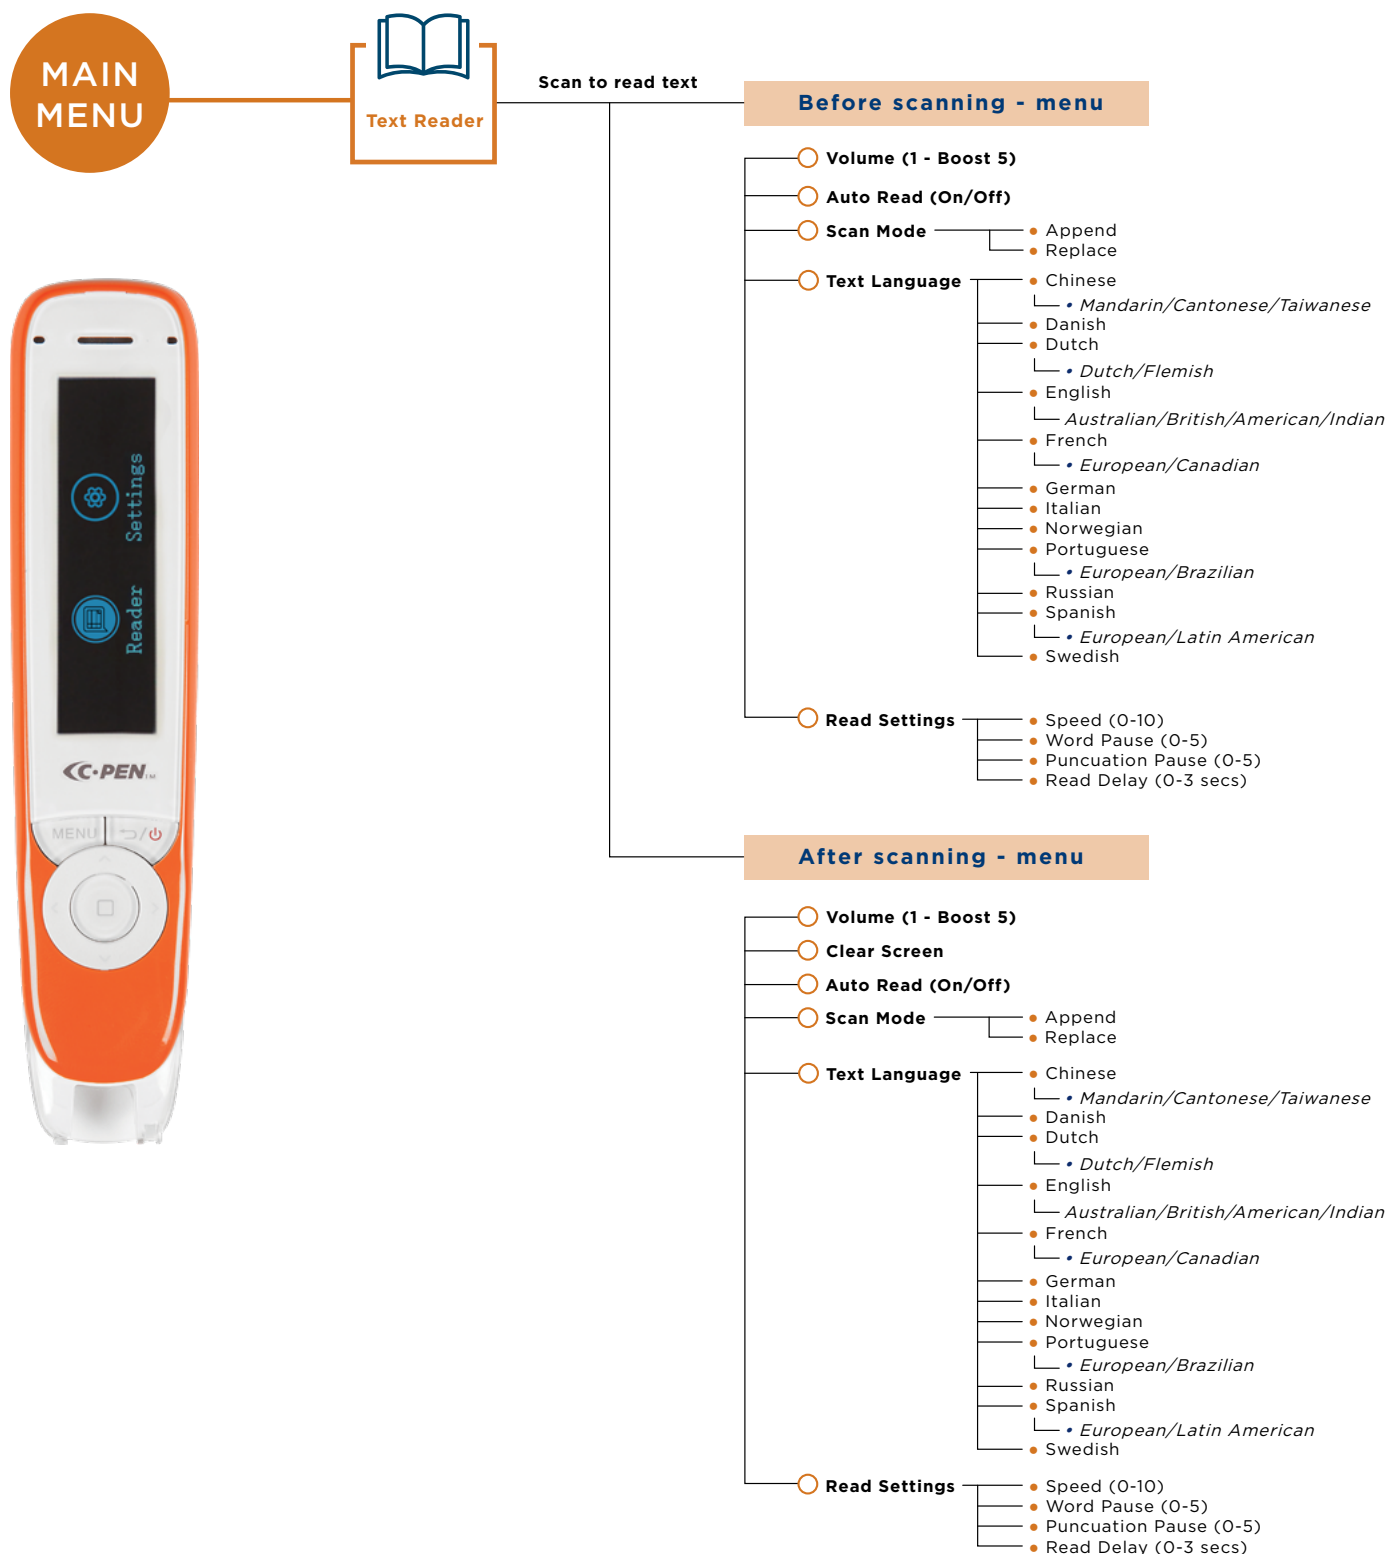 MAIN
MENU
Text Reader
Scan to read text
Before scanning - menu
Volume (1 - Boost 5)
Auto Read (On/Off)
Scan Mode
Append
Replace
Text Language
Chinese
• Mandarin/Cantonese/Taiwanese
Danish
Dutch
• Dutch/Flemish
English
Australian/British/American/Indian
French
• European/Canadian
German
Italian
Norwegian
Portuguese
• European/Brazilian
Russian
Spanish
• European/Latin American
Swedish
Read Settings
Speed (0-10)
Word Pause (0-5)
Puncuation Pause (0-5)
Read Delay (0-3 secs)
After scanning - menu
Volume (1 - Boost 5)
Clear Screen
Auto Read (On/Off)
Scan Mode
Append
Replace
Text Language
Chinese
• Mandarin/Cantonese/Taiwanese
Danish
Dutch
• Dutch/Flemish
English
Australian/British/American/Indian
French
• European/Canadian
German
Italian
Norwegian
Portuguese
• European/Brazilian
Russian
Spanish
• European/Latin American
Swedish
Read Settings
Speed (0-10)
Word Pause (0-5)
Puncuation Pause (0-5)
Read Delay (0-3 secs)
Reader
Settings
C·PEN TM
MENU